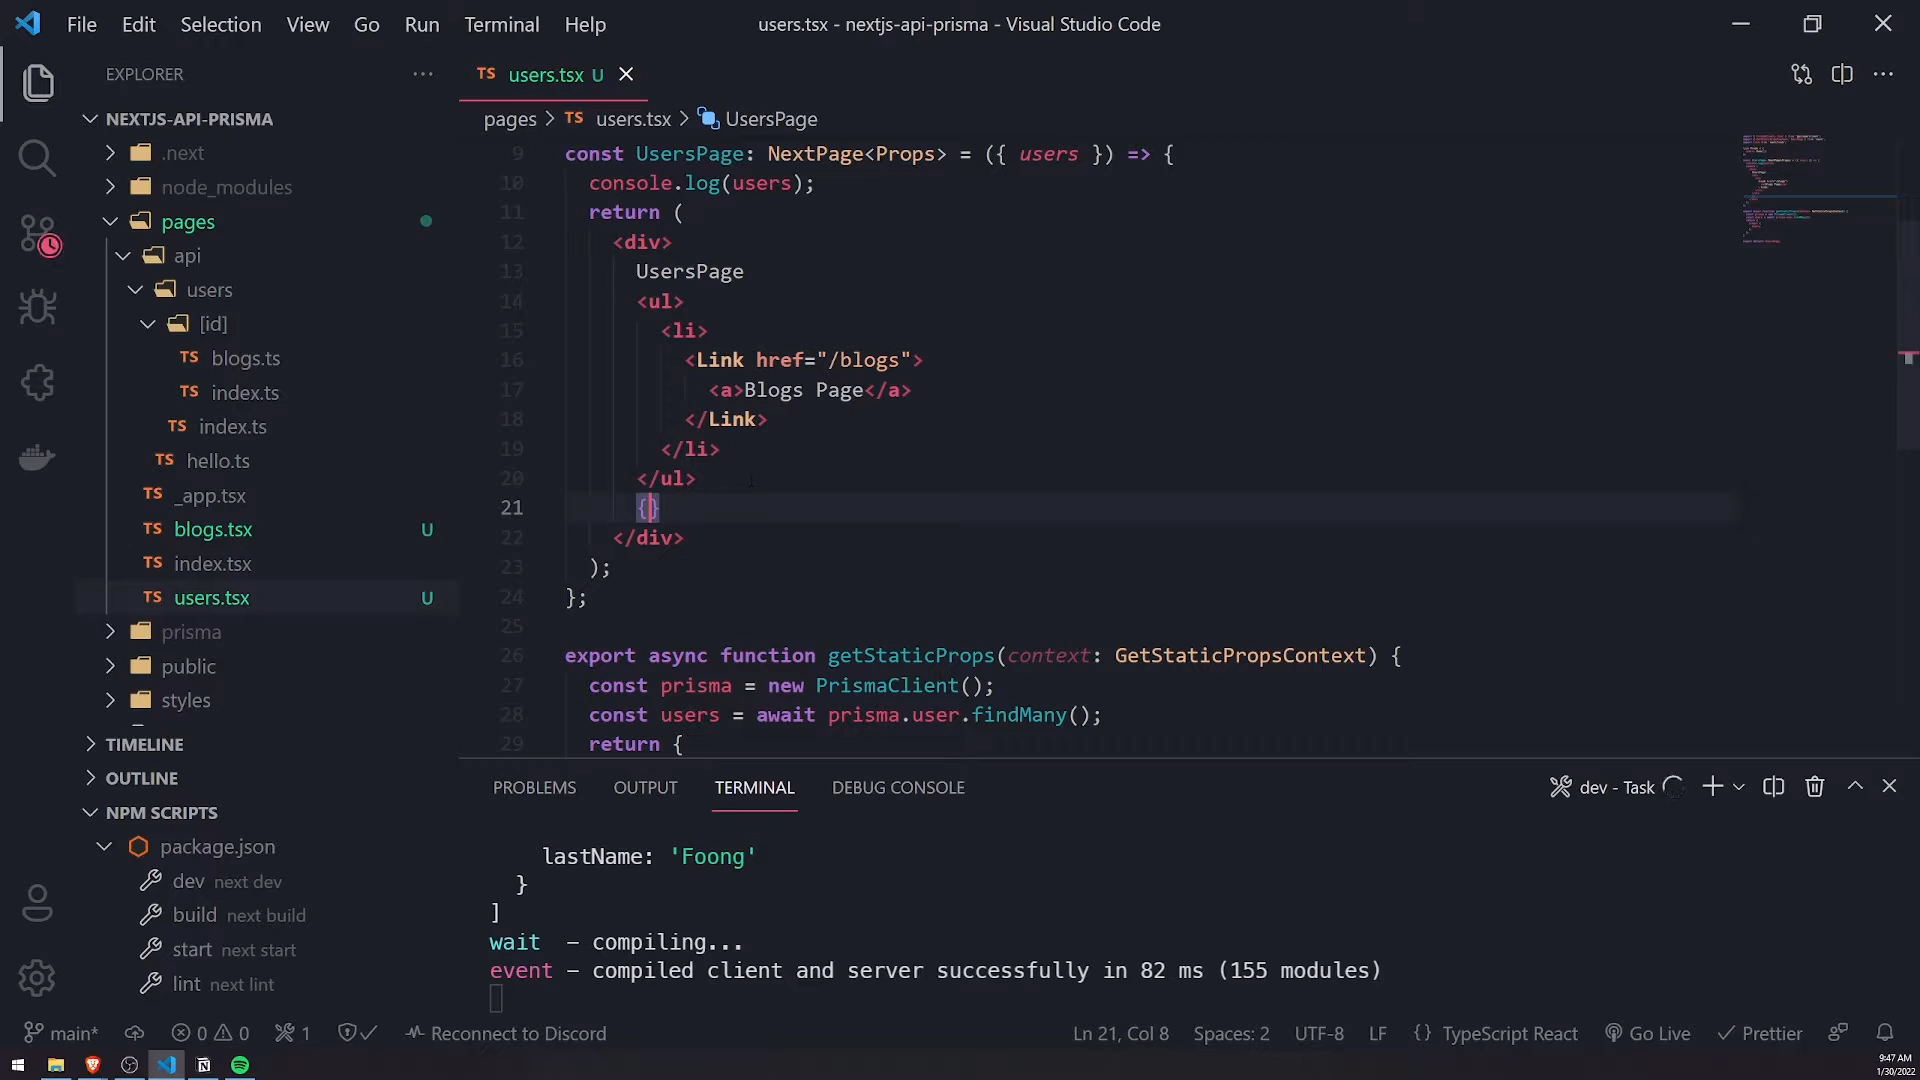 File Edit Selection View Go Run Terminal Help
users.tsx - nextjs-api-prisma - Visual Studio Code
EXPLORER
NEXTJS-API-PRISMA
.next
node_modules
pages
api
users
[id]
TS blogs.ts
TS index.ts
TS index.ts
TS hello.ts
TS _app.tsx
TS blogs.tsx U
TS index.tsx
TS users.tsx U
prisma
public
styles
TIMELINE
OUTLINE
NPM SCRIPTS
package.json
dev next dev
build next build
start next start
lint next lint
TS users.tsx U
pages > TS users.tsx > UsersPage
9 const UsersPage: NextPage<Props> = ({ users }) => {
10 console.log(users);
11 return (
12 <div>
13 UsersPage
14 <ul>
15 <li>
16 <Link href="/blogs">
17 <a>Blogs Page</a>
18 </Link>
19 </li>
20 </ul>
21 {}
22 </div>
23 );
24 };
25
26 export async function getStaticProps(context: GetStaticPropsContext) {
27 const prisma = new PrismaClient();
28 const users = await prisma.user.findMany();
29 return {
PROBLEMS OUTPUT TERMINAL DEBUG CONSOLE
dev - Task
lastName: 'Foong'
}
]
wait - compiling...
event - compiled client and server successfully in 82 ms (155 modules)
main* 0 0 1 Reconnect to Discord
Ln 21, Col 8 Spaces: 2 UTF-8 LF {} TypeScript React Go Live Prettier
9:47 AM
1/30/2022